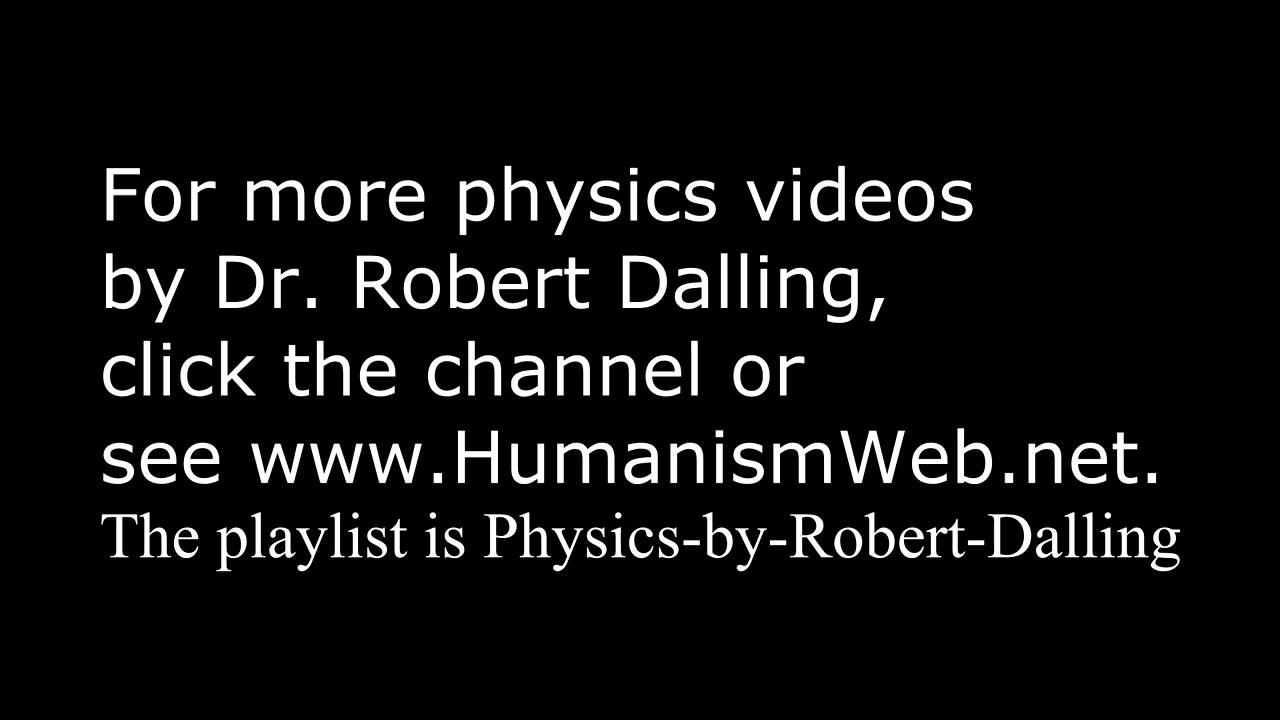 For more physics videos
by Dr. Robert Dalling,
click the channel or
see www.HumanismWeb.net.
The playlist is Physics-by-Robert-Dalling